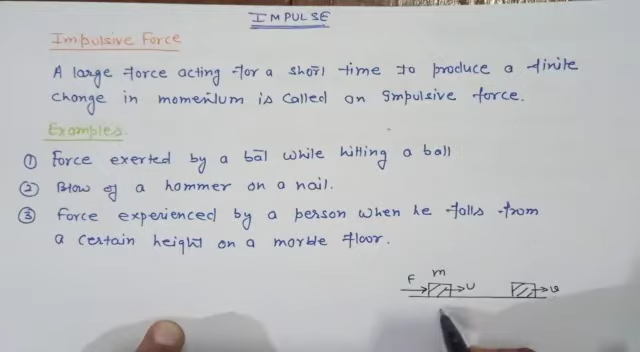 IMPULSE
Impulsive Force
A large force acting for a short time to produce a finite
change in momentum is called an Impulsive force.
Examples
① Force exerted by a bat while hitting a ball
② Blow of a hammer on a nail.
③ Force experienced by a person when he falls from
a certain height on a marble floor.
F m u v